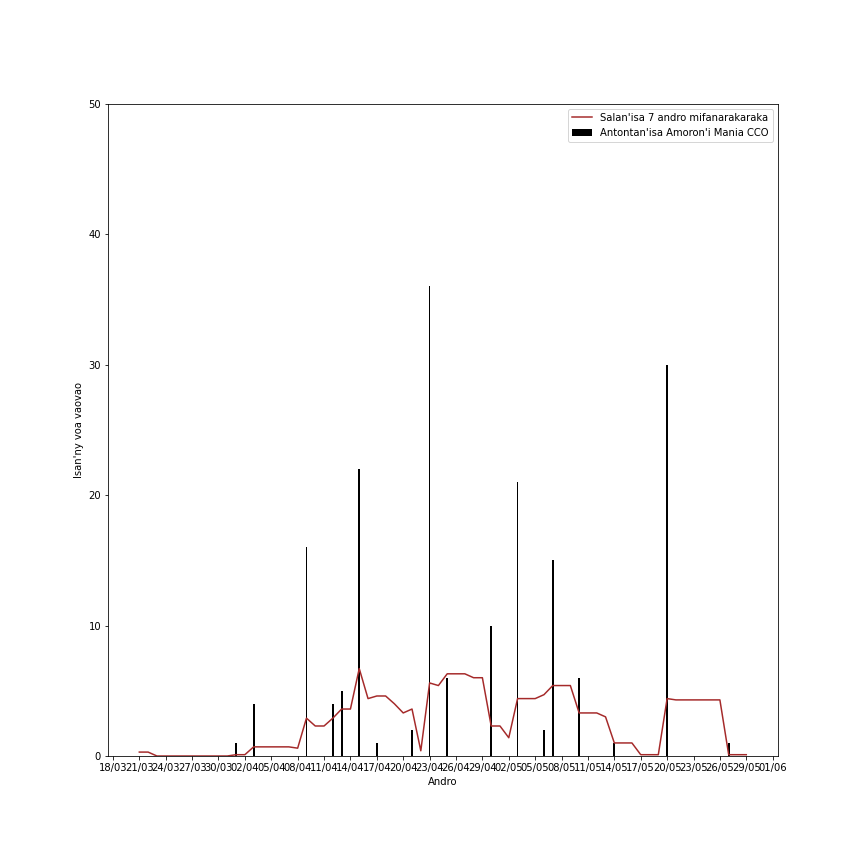 Salan'isa 7 andro mifanarakaraka
Antontan'isa Amoron'i Mania CCO
50
40
30
20
10
0
Isan'ny voa vaovao
18/03 21/03 24/03 27/03 30/03 02/04 05/04 08/04 11/04 14/04 17/04 20/04 23/04 26/04 29/04 02/05 05/05 08/05 11/05 14/05 17/05 20/05 23/05 26/05 29/05 01/06
Andro